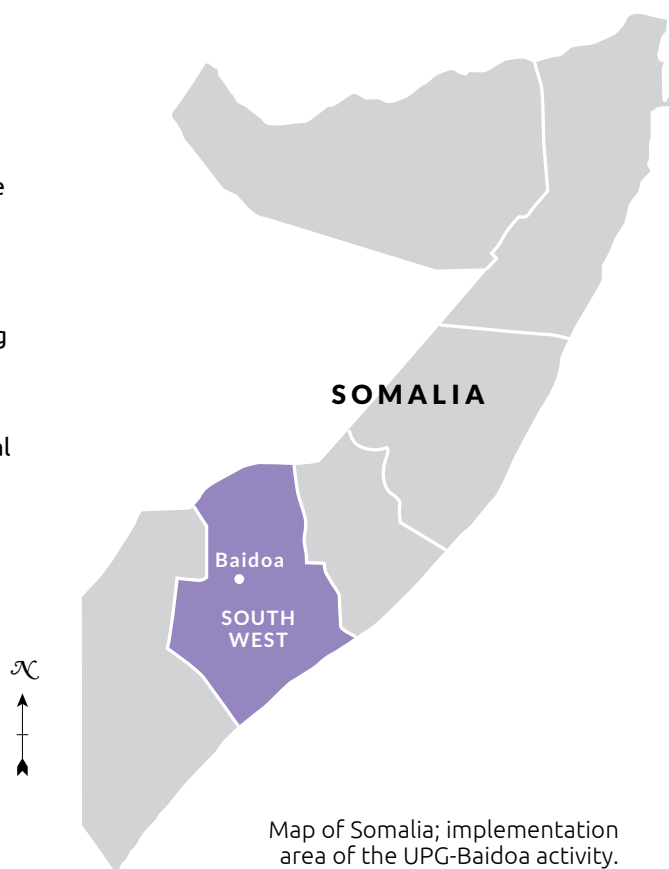 SOMALIA
Baidoa
SOUTH
WEST
N
Map of Somalia; implementation
area of the UPG-Baidoa activity.